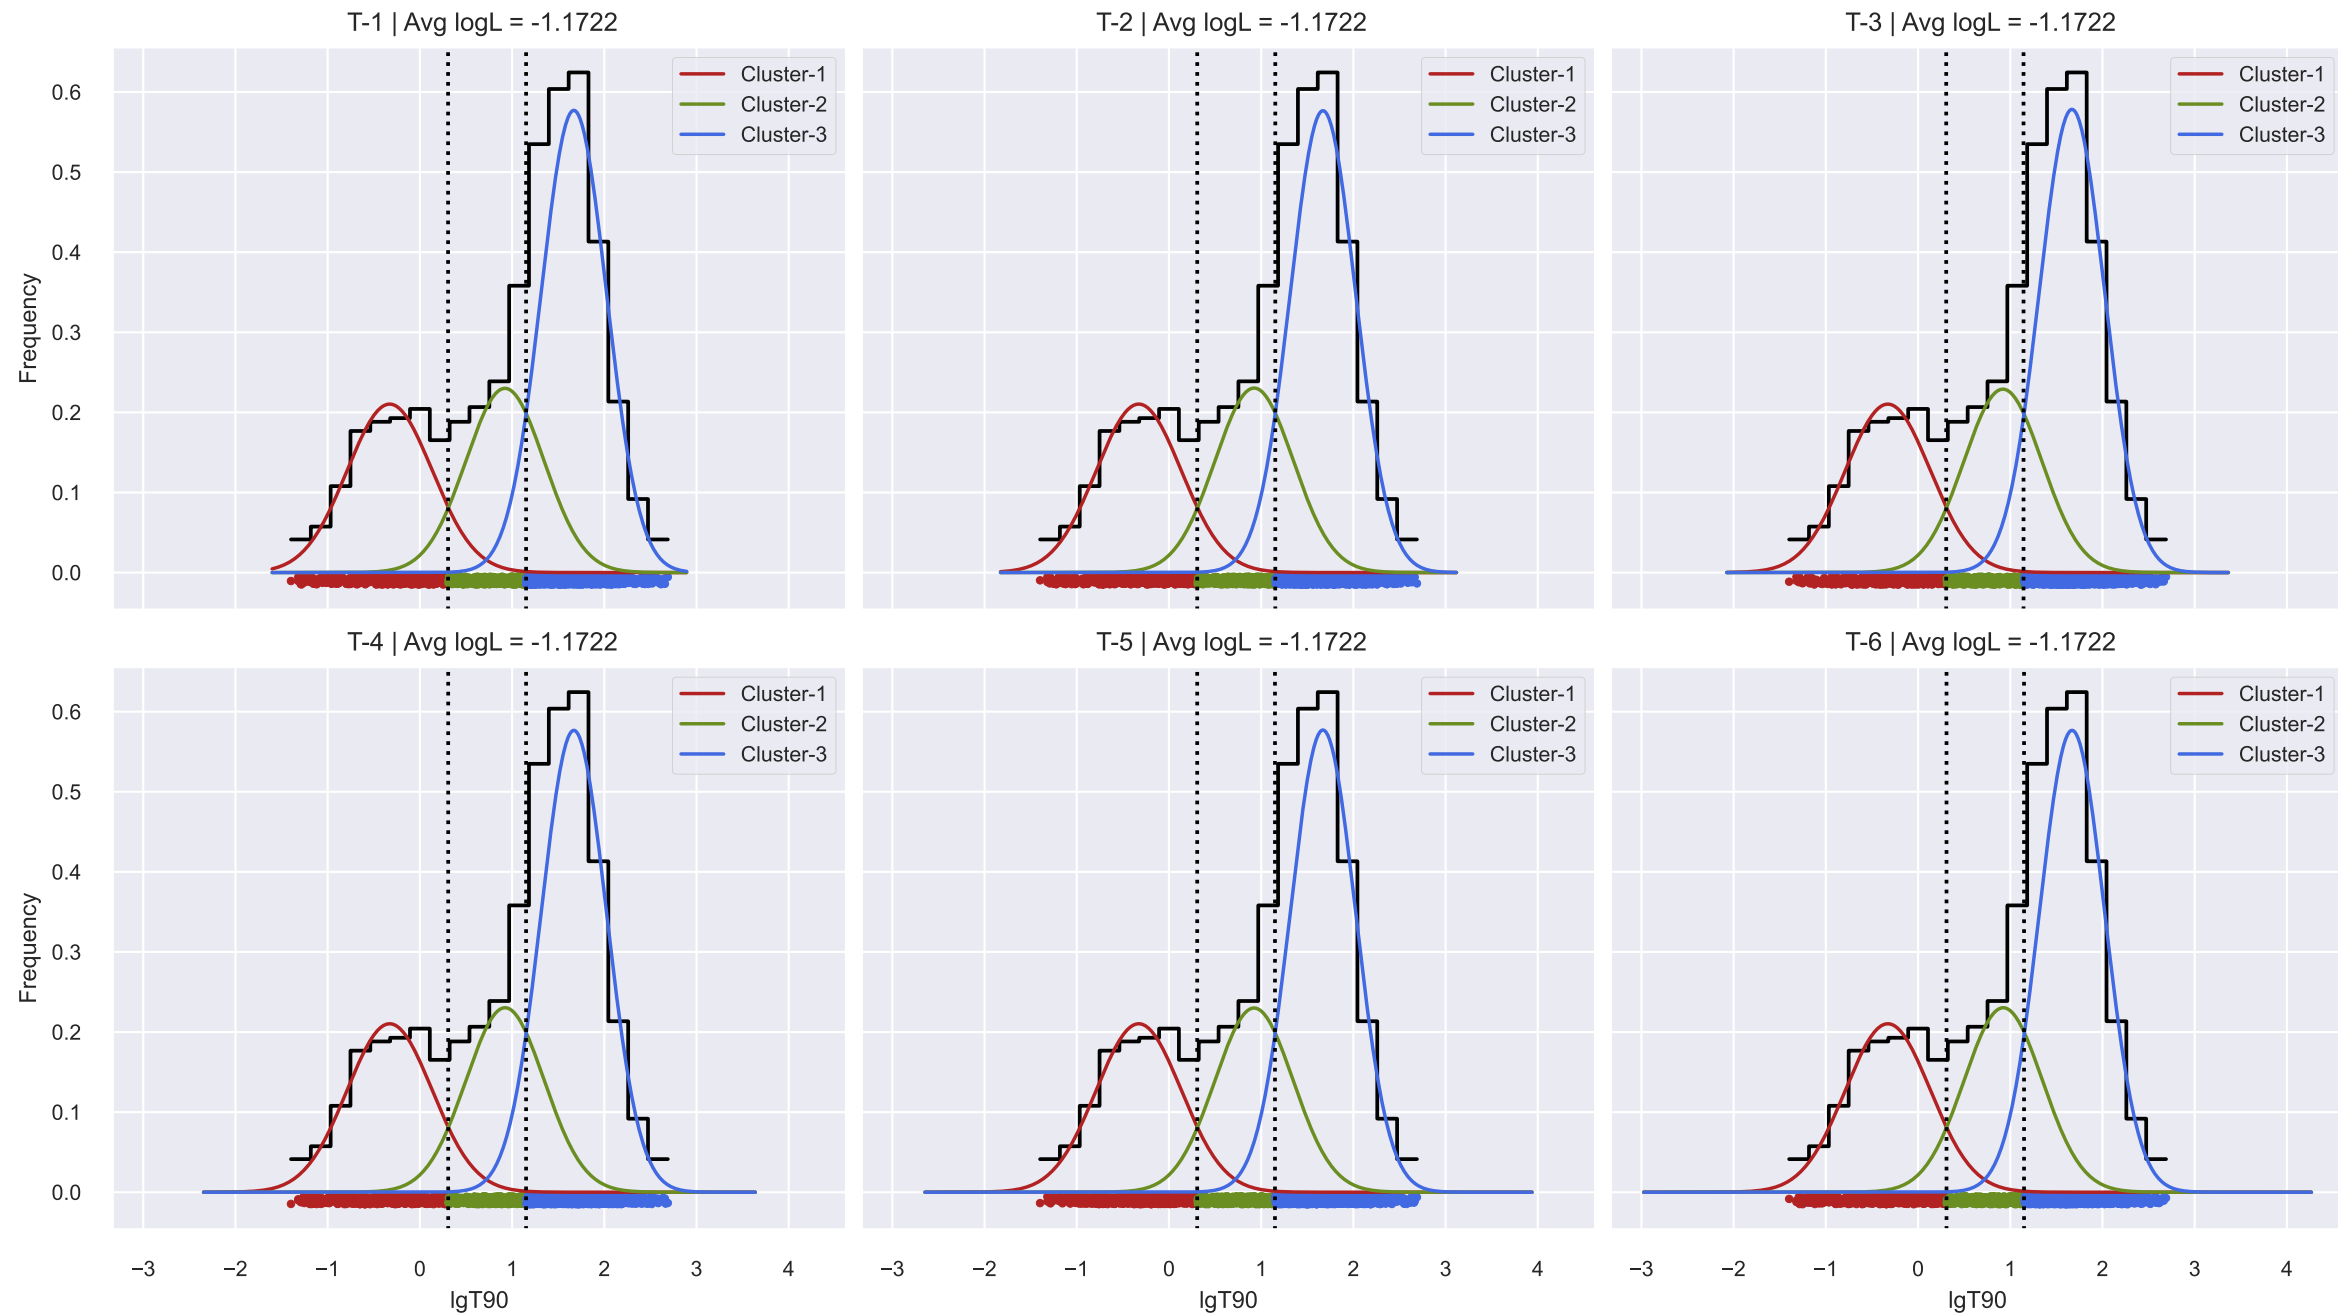 T-1 | Avg logL = -1.1722
T-2 | Avg logL = -1.1722
T-3 | Avg logL = -1.1722
Cluster-1
Cluster-2
Cluster-3
Cluster-1
Cluster-2
Cluster-3
Cluster-1
Cluster-2
Cluster-3
Frequency
0.6
0.5
0.4
0.3
0.2
0.1
0.0
T-4 | Avg logL = -1.1722
T-5 | Avg logL = -1.1722
T-6 | Avg logL = -1.1722
Cluster-1
Cluster-2
Cluster-3
Cluster-1
Cluster-2
Cluster-3
Cluster-1
Cluster-2
Cluster-3
Frequency
0.6
0.5
0.4
0.3
0.2
0.1
0.0
−3 −2 −1 0 1 2 3 4
−3 −2 −1 0 1 2 3 4
−3 −2 −1 0 1 2 3 4
lgT90
lgT90
lgT90